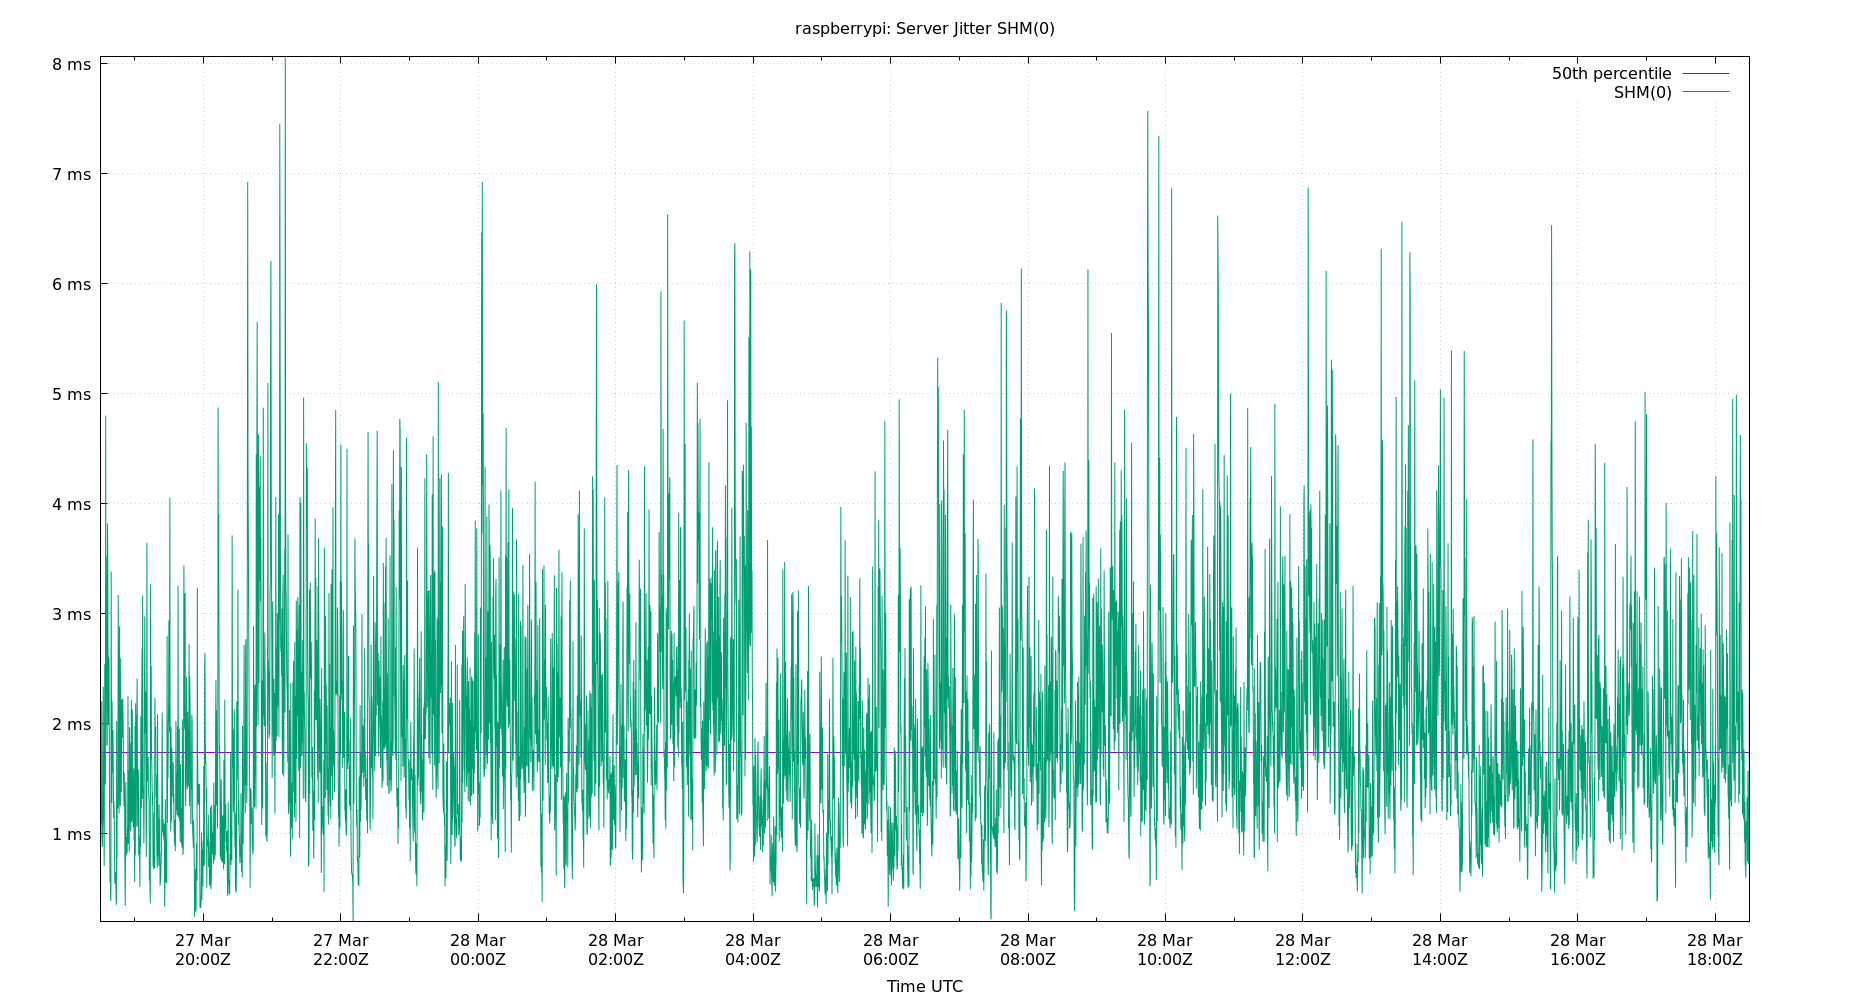 raspberrypi: Server Jitter SHM(0)
8 ms
7 ms
6 ms
5 ms
4 ms
3 ms
2 ms
1 ms
50th percentile
SHM(0)
27 Mar
20:00Z
27 Mar
22:00Z
28 Mar
00:00Z
28 Mar
02:00Z
28 Mar
04:00Z
28 Mar
06:00Z
28 Mar
08:00Z
28 Mar
10:00Z
28 Mar
12:00Z
28 Mar
14:00Z
28 Mar
16:00Z
28 Mar
18:00Z
Time UTC